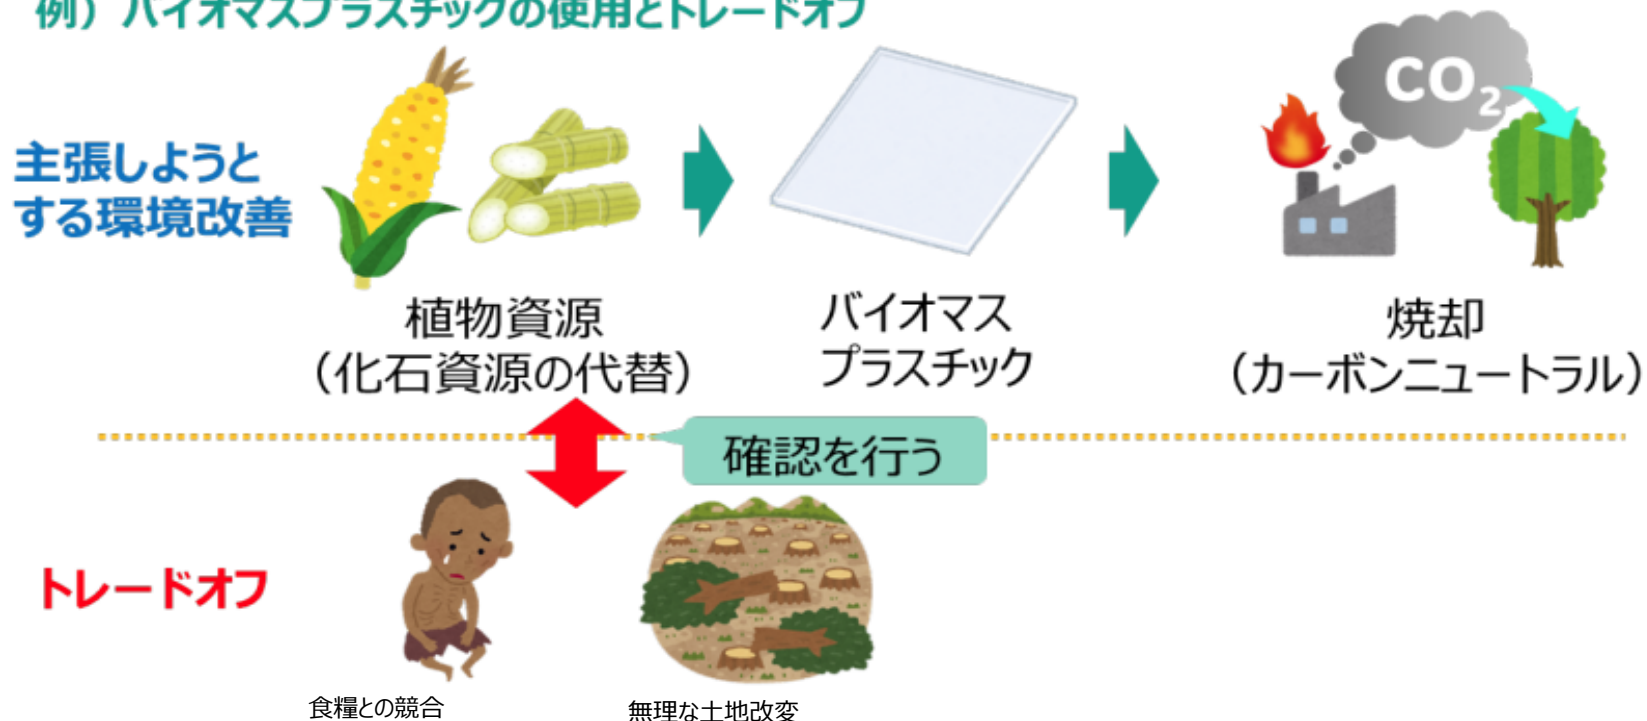 例）バイオマスプラスチックの使用とトレードオフ
主張しようと
する環境改善
CO2
植物資源
（化石資源の代替）
バイオマス
プラスチック
焼却
（カーボンニュートラル）
確認を行う
トレードオフ
食糧との競合
無理な土地改変